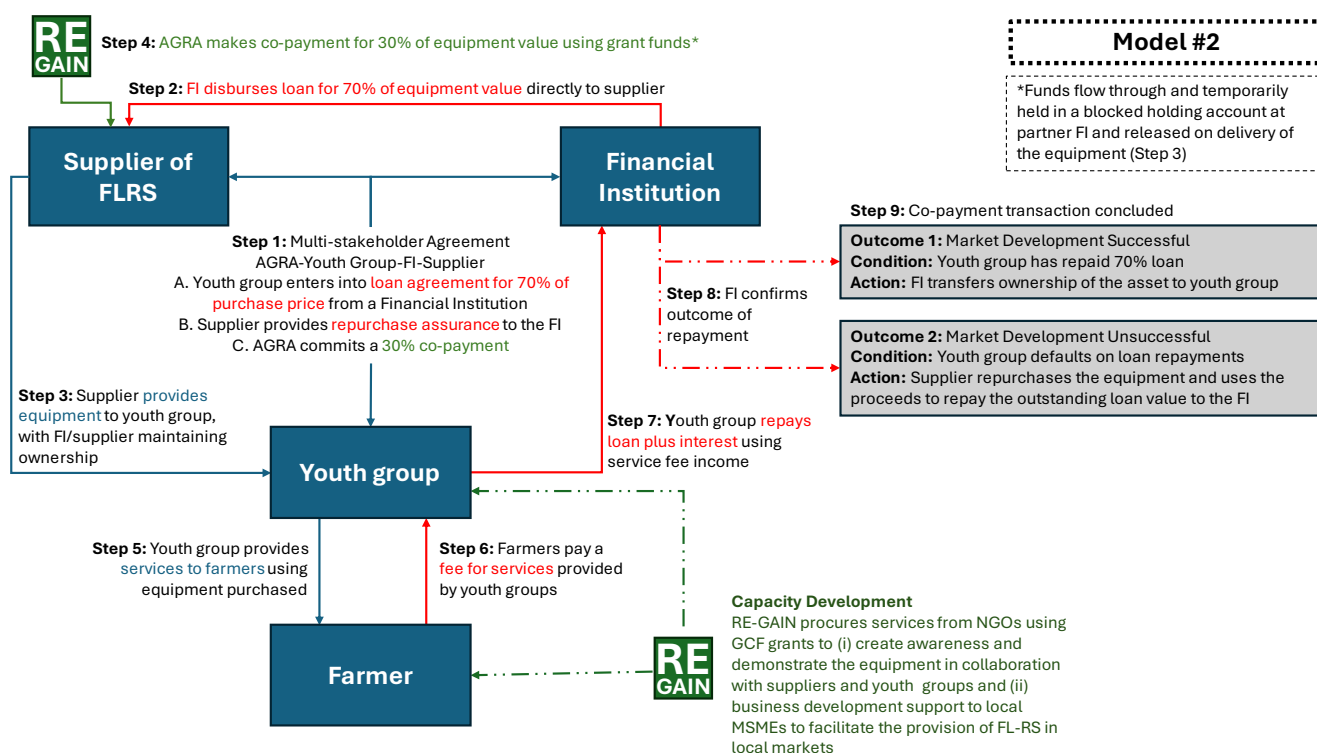 RE
GAIN
Step 4: AGRA makes co-payment for 30% of equipment value using grant funds*
Model #2
Step 2: FI disburses loan for 70% of equipment value directly to supplier
*Funds flow through and temporarily
held in a blocked holding account at
partner FI and released on delivery of
the equipment (Step 3)
Supplier of
FLRS
Financial
Institution
Step 9: Co-payment transaction concluded
Outcome 1: Market Development Successful
Condition: Youth group has repaid 70% loan
Action: FI transfers ownership of the asset to youth group
Step 1: Multi-stakeholder Agreement
AGRA-Youth Group-FI-Supplier
A. Youth group enters into loan agreement for 70% of
purchase price from a Financial Institution
B. Supplier provides repurchase assurance to the FI
C. AGRA commits a 30% co-payment
Step 8: FI confirms
outcome of
repayment
Outcome 2: Market Development Unsuccessful
Condition: Youth group defaults on loan repayments
Action: Supplier repurchases the equipment and uses the
proceeds to repay the outstanding loan value to the FI
Step 3: Supplier provides
equipment to youth group,
with FI/supplier maintaining
ownership
Step 7: Youth group repays
loan plus interest using
service fee income
Youth group
Step 5: Youth group provides
services to farmers using
equipment purchased
Step 6: Farmers pay a
fee for services provided
by youth groups
Farmer
RE
GAIN
Capacity Development
RE-GAIN procures services from NGOs using
GCF grants to (i) create awareness and
demonstrate the equipment in collaboration
with suppliers and youth groups and (ii)
business development support to local
MSMEs to facilitate the provision of FL-RS in
local markets